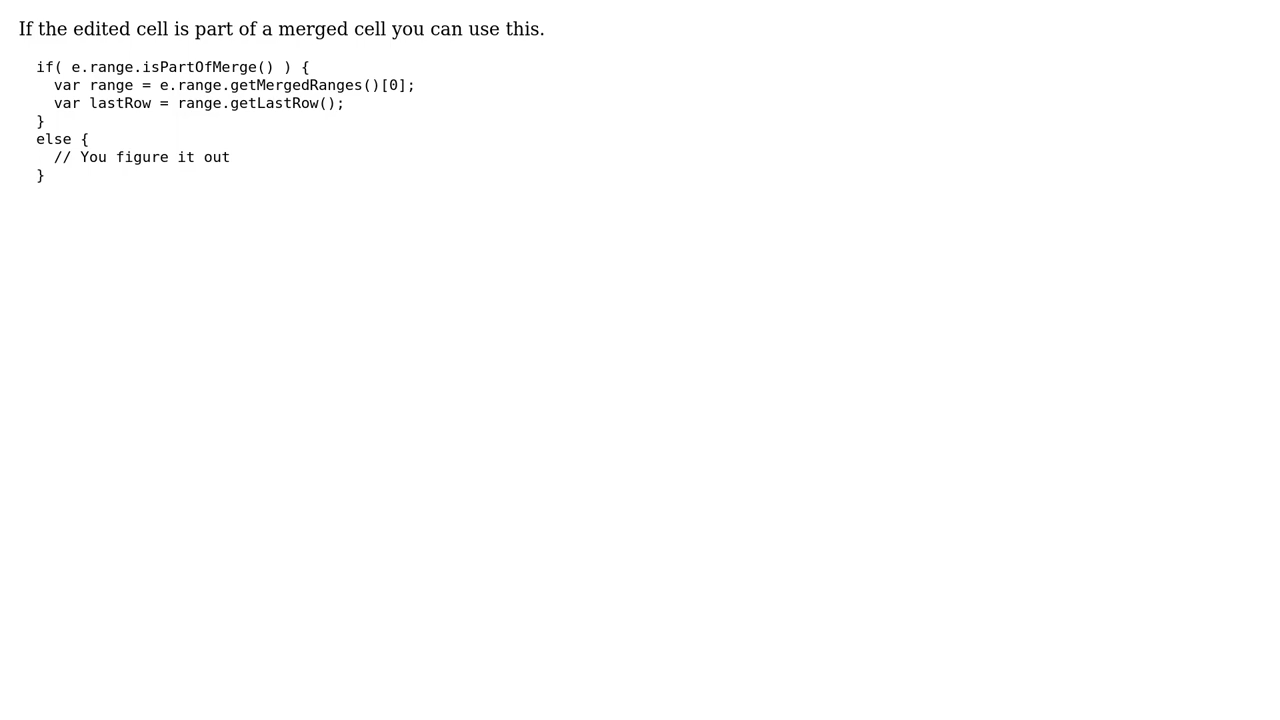 If the edited cell is part of a merged cell you can use this.
if( e.range.isPartOfMerge() ) {
  var range = e.range.getMergedRanges()[0];
  var lastRow = range.getLastRow();
}
else {
  // You figure it out
}